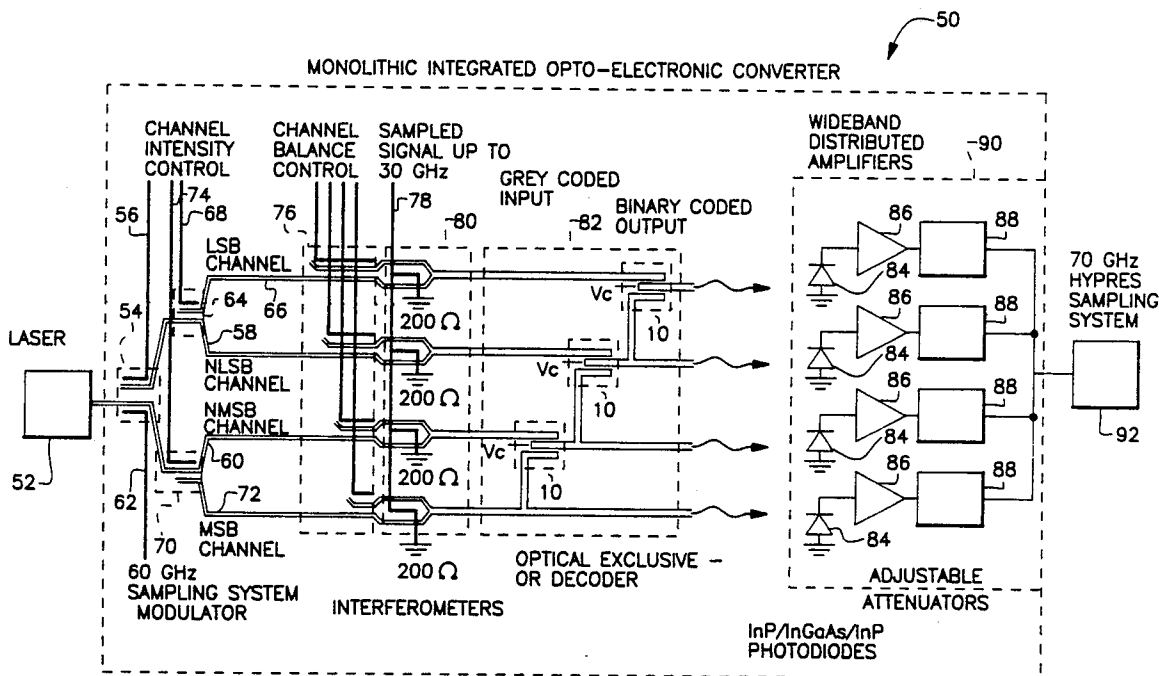 50
MONOLITHIC INTEGRATED OPTO-ELECTRONIC CONVERTER
CHANNEL
INTENSITY
CONTROL
CHANNEL
BALANCE
CONTROL
SAMPLED
SIGNAL UP TO
30 GHz
WIDEBAND
DISTRIBUTED
AMPLIFIERS
90
GREY CODED
INPUT
BINARY CODED
OUTPUT
56
74
68
76
78
80
82
LSB
CHANNEL
64
66
58
54
LASER
52
NLSB
CHANNEL
NMSB
CHANNEL
60
62
72
70
MSB
CHANNEL
60 GHz
SAMPLING SYSTEM
MODULATOR
200 Ω
200 Ω
200 Ω
200 Ω
INTERFEROMETERS
Vc
10
Vc
10
Vc
10
OPTICAL EXCLUSIVE –
OR DECODER
86
88
84
86
88
84
86
88
84
86
88
84
70 GHz
HYPRES
SAMPLING
SYSTEM
92
ADJUSTABLE
ATTENUATORS
InP/InGaAs/InP
PHOTODIODES